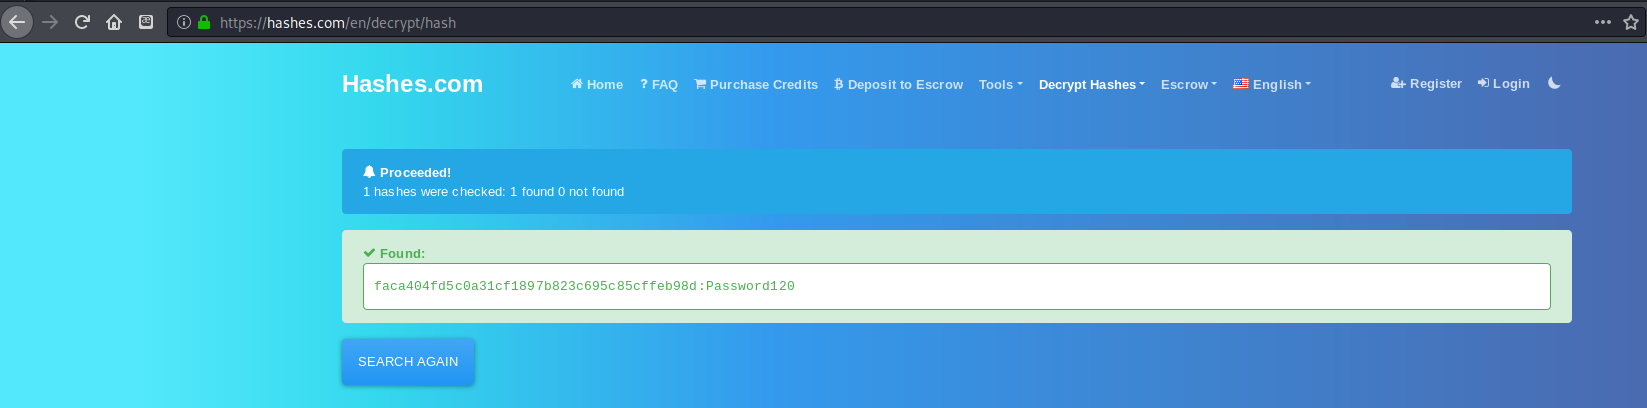 https://hashes.com/en/decrypt/hash
Hashes.com Home ? FAQ Purchase Credits Deposit to Escrow Tools Decrypt Hashes Escrow English Register Login
Proceeded!
1 hashes were checked: 1 found 0 not found
Found:
faca404fd5c0a31cf1897b823c695c85cffeb98d:Password120
SEARCH AGAIN